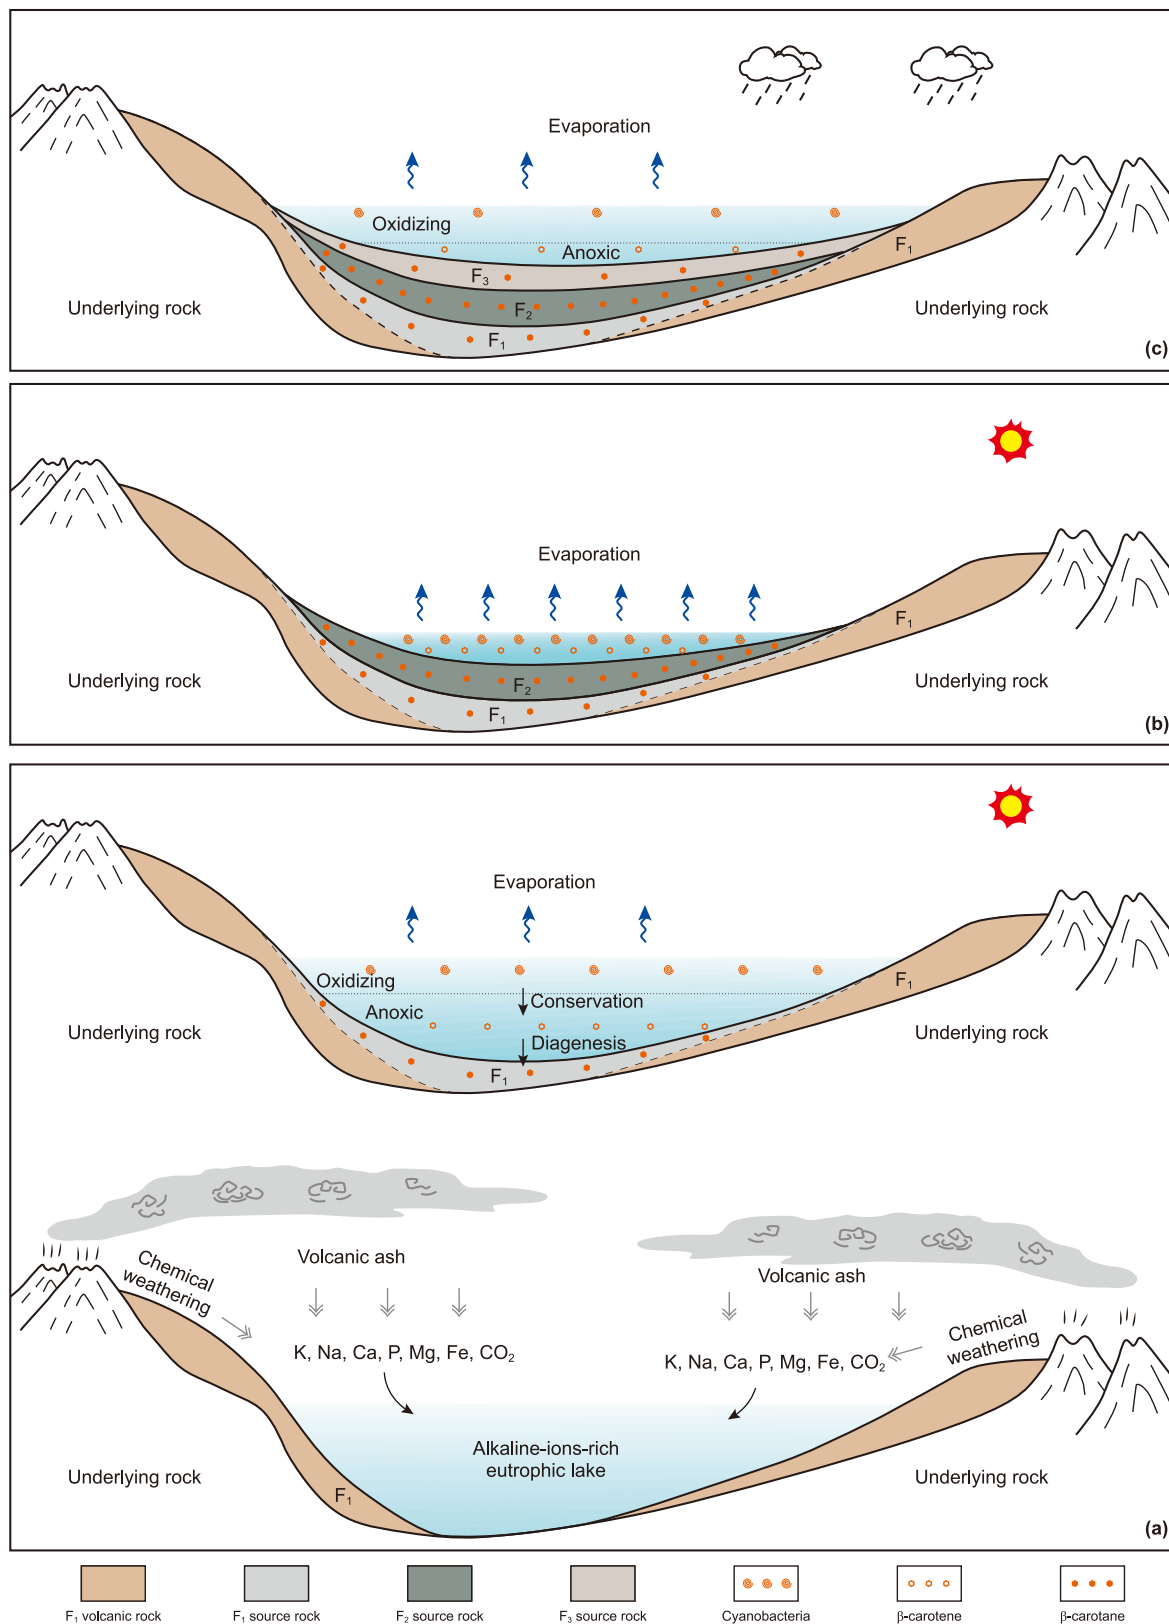 Evaporation
Oxidizing
Anoxic
F1
F3
F2
F1
Underlying rock
Underlying rock
(c)
Evaporation
F1
Underlying rock
Underlying rock
F2
F1
(b)
Evaporation
Oxidizing
F1
Conservation
Anoxic
Underlying rock
Underlying rock
Diagenesis
F1
Volcanic ash
Volcanic ash
Chemical
weathering
Chemical
weathering
K, Na, Ca, P, Mg, Fe, CO2
K, Na, Ca, P, Mg, Fe, CO2
Alkaline-ions-rich
eutrophic lake
Underlying rock
Underlying rock
F1
(a)
F1 volcanic rock
F1 source rock
F2 source rock
F3 source rock
Cyanobacteria
β-carotene
β-carotane